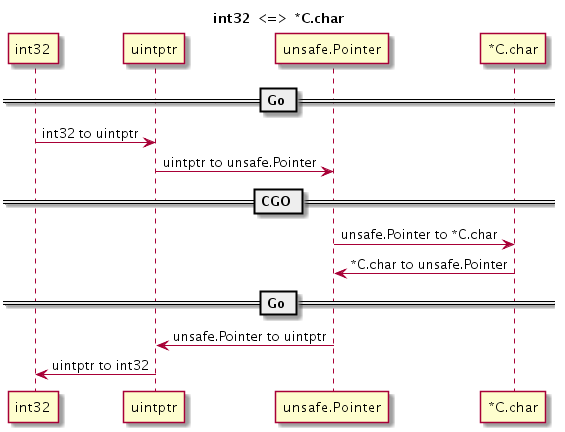 int32 <=> *C.char
int32 uintptr unsafe.Pointer *C.char
Go
int32 to uintptr
uintptr to unsafe.Pointer
CGO
unsafe.Pointer to *C.char
*C.char to unsafe.Pointer
Go
unsafe.Pointer to uintptr
uintptr to int32
int32 uintptr unsafe.Pointer *C.char